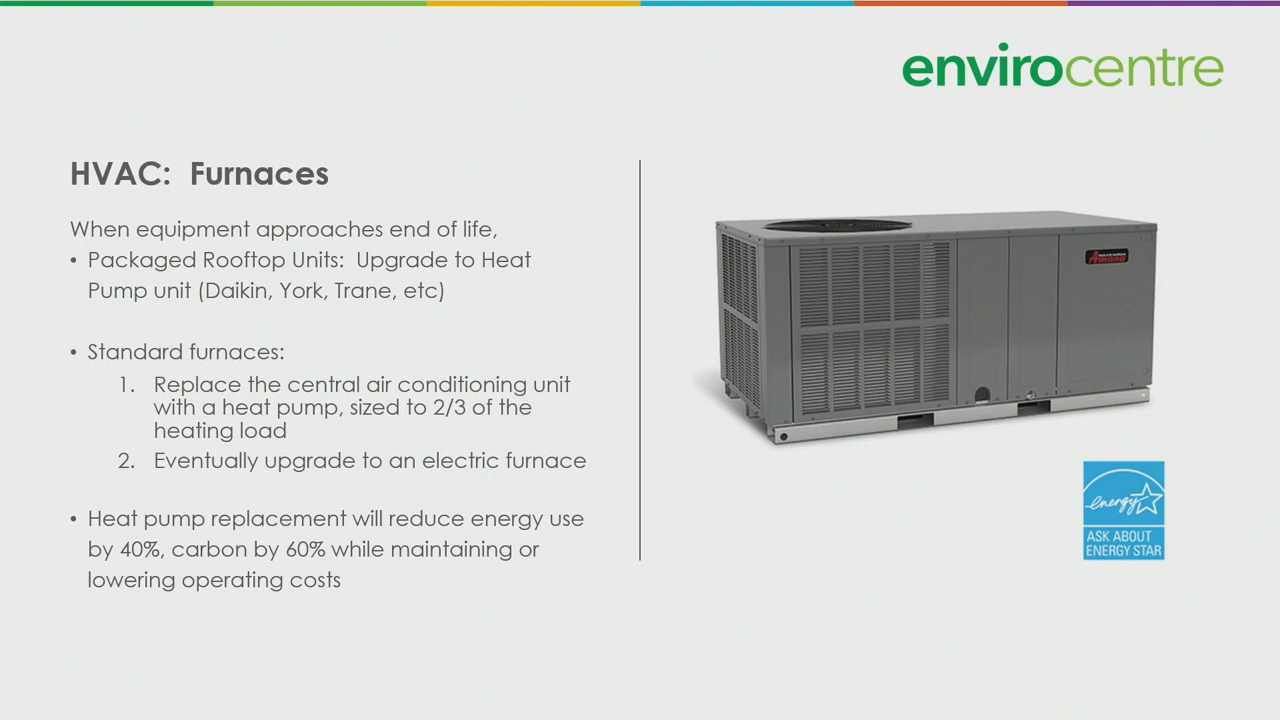 envirocentre
HVAC:  Furnaces
When equipment approaches end of life,
• Packaged Rooftop Units:  Upgrade to Heat
Pump unit (Daikin, York, Trane, etc)
• Standard furnaces:
1. Replace the central air conditioning unit
with a heat pump, sized to 2/3 of the
heating load
2. Eventually upgrade to an electric furnace
• Heat pump replacement will reduce energy use
by 40%, carbon by 60% while maintaining or
lowering operating costs
Amana
energy
ASK ABOUT
ENERGY STAR